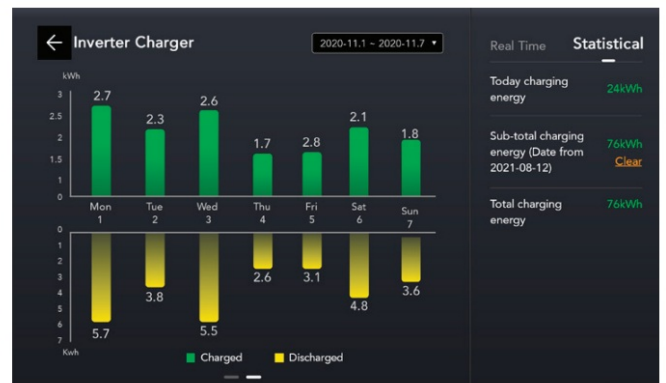 Inverter Charger
2020-11.1 ~ 2020-11.7
kWh
3
2.5
2
1.5
1
1
0
2.7
2.3
2.6
1.7
2.8
2.1
1.8
Mon
1
Tue
2
Wed
3
Thu
4
Fri
5
Sat
6
Sun
7
0
1
2
3
4
5
6
7
Kwh
5.7
3.8
5.5
2.6
3.1
4.8
3.6
Charged
Discharged
Real Time
Statistical
Today charging
energy
24kWh
Sub-total charging
energy (Date from
2021-08-12)
76kWh
Clear
Total charging
energy
76kWh